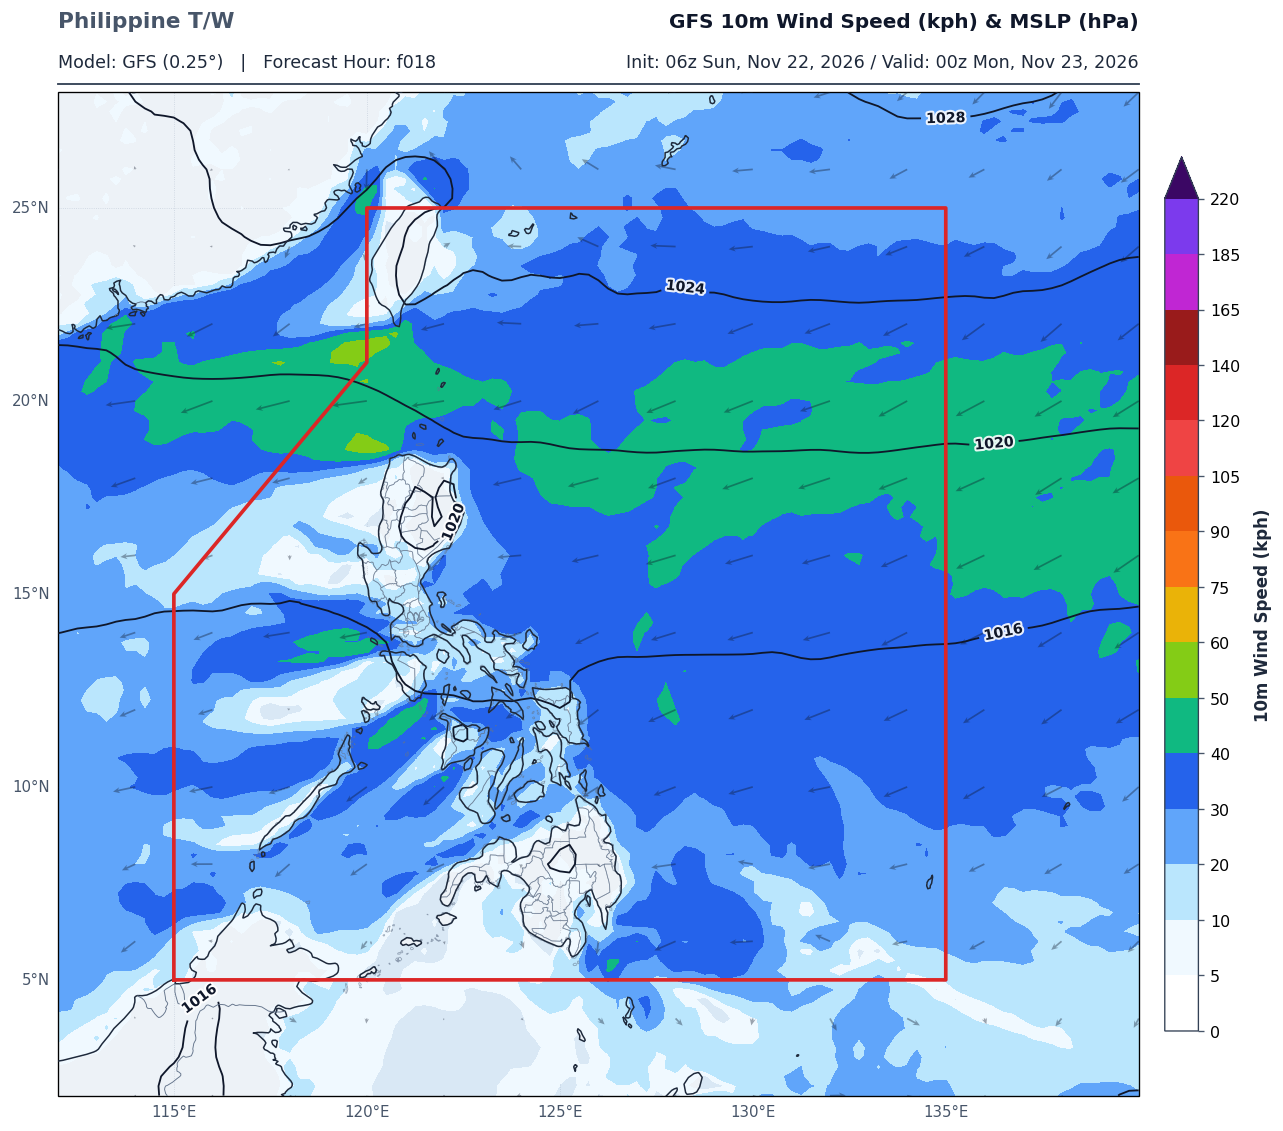 Philippine T/W
GFS 10m Wind Speed (kph) & MSLP (hPa)
Model: GFS (0.25°)   |   Forecast Hour: f018
Init: 06z Sun, Nov 22, 2026 / Valid: 00z Mon, Nov 23, 2026
1028
25°N
1024
20°N
1020
1020
15°N
1016
10°N
5°N
1016
115°E
120°E
125°E
130°E
135°E
220
185
165
140
120
105
90
75
60
50
40
30
20
10
5
0
10m Wind Speed (kph)